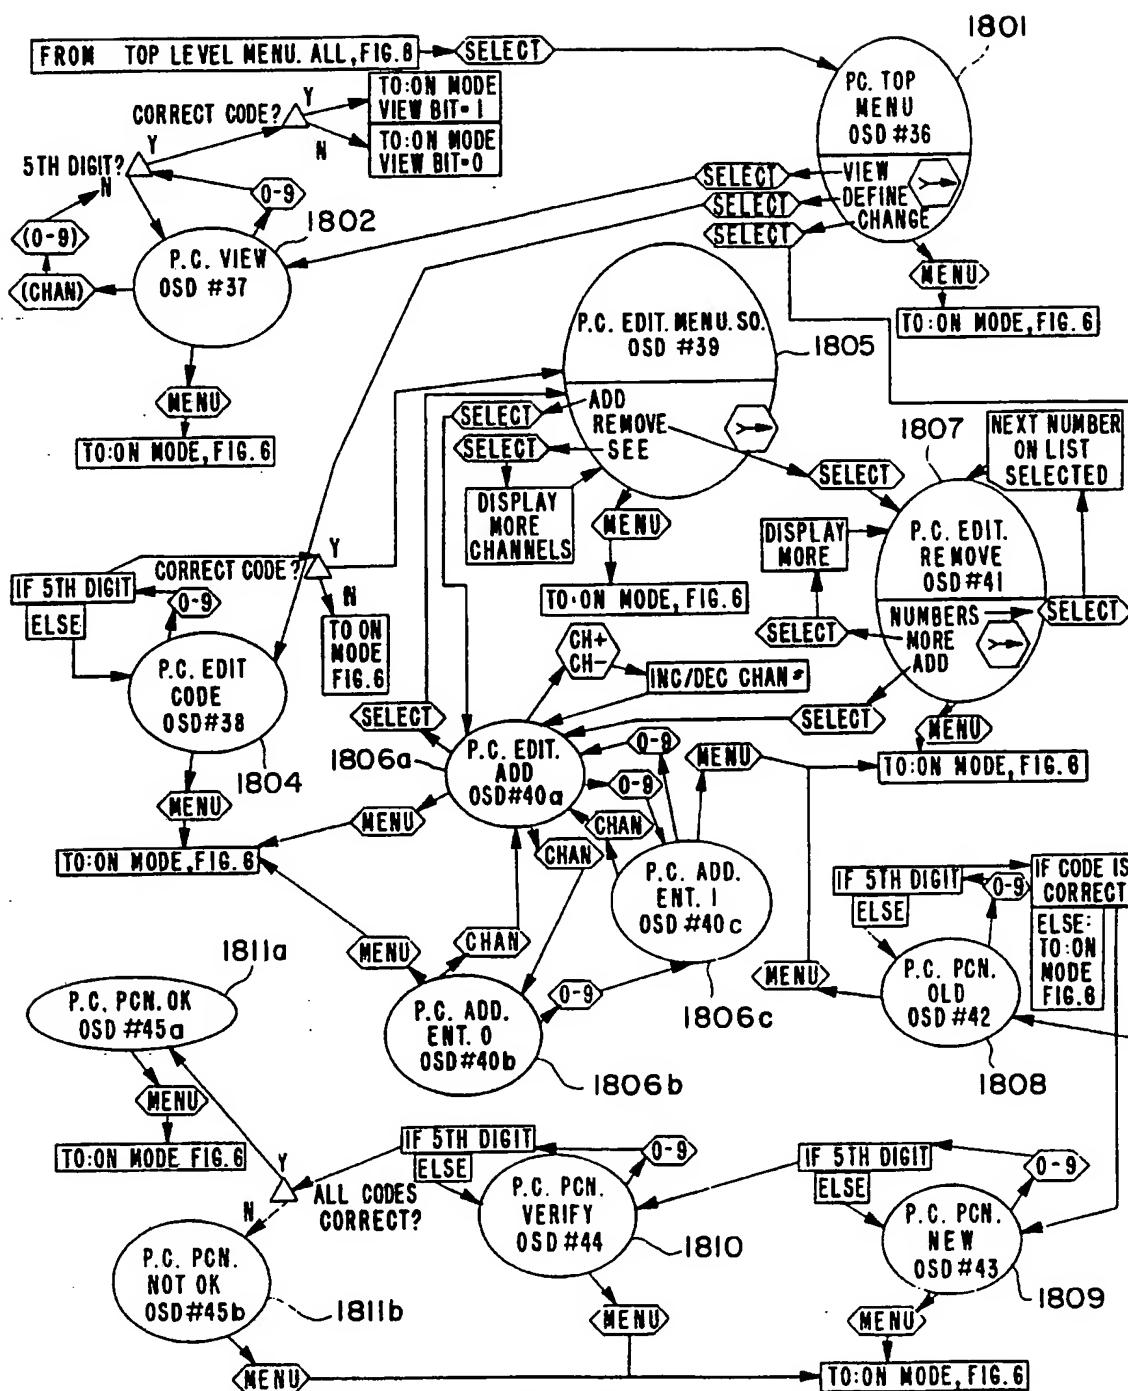 FROM TOP LEVEL MENU. ALL, FIG. 8
SELECT
1801
PC. TOP
MENU
OSD #36
VIEW
DEFINE
CHANGE
SELECT
SELECT
SELECT
MENU
TO:ON MODE, FIG. 6
CORRECT CODE?
Y
N
TO:ON MODE
VIEW BIT=1
TO:ON MODE
VIEW BIT=0
5TH DIGIT?
Y
N
0-9
(0-9)
(CHAN)
1802
P.C. VIEW
OSD #37
MENU
TO:ON MODE, FIG. 6
P.C. EDIT. MENU. SO.
OSD #39
1805
ADD
REMOVE
SEE
SELECT
SELECT
DISPLAY
MORE
CHANNELS
MENU
TO:ON MODE, FIG. 6
SELECT
1807
NEXT NUMBER
ON LIST
SELECTED
P.C. EDIT.
REMOVE
OSD #41
NUMBERS
MORE
ADD
DISPLAY
MORE
SELECT
SELECT
SELECT
MENU
TO:ON MODE, FIG. 6
IF 5TH DIGIT
ELSE
CORRECT CODE?
Y
N
0-9
TO ON
MODE
FIG. 6
P.C. EDIT
CODE
OSD #38
1804
MENU
TO:ON MODE, FIG. 6
CH+
CH-
INC/DEC CHAN#
SELECT
1806a
P.C. EDIT.
ADD
OSD #40a
0-9
0-9
MENU
MENU
CHAN
CHAN
P.C. ADD.
ENT. 1
OSD #40c
1806c
MENU
CHAN
0-9
P.C. ADD.
ENT. 0
OSD #40b
1806b
IF 5TH DIGIT
ELSE
0-9
IF CODE IS
CORRECT
ELSE:
TO:ON
MODE
FIG. 6
MENU
P.C. PCN.
OLD
OSD #42
1808
1811a
P.C. PCN. OK
OSD #45a
MENU
TO:ON MODE FIG. 6
Y
N
ALL CODES
CORRECT?
P.C. PCN.
NOT OK
OSD #45b
1811b
MENU
IF 5TH DIGIT
ELSE
0-9
P.C. PCN.
VERIFY
OSD #44
1810
MENU
IF 5TH DIGIT
ELSE
0-9
P.C. PCN.
NEW
OSD #43
1809
MENU
TO:ON MODE, FIG. 6